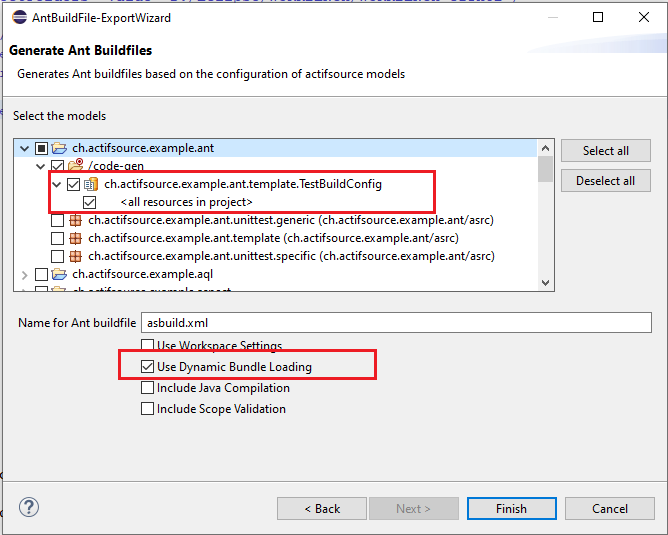 AntBuildFile-ExportWizard
Generate Ant Buildfiles
Generates Ant buildfiles based on the configuration of actifsource models
Select the models
ch.actifsource.example.ant
/code-gen
ch.actifsource.example.ant.template.TestBuildConfig
<all resources in project>
ch.actifsource.example.ant.unittest.generic (ch.actifsource.example.ant/asrc)
ch.actifsource.example.ant.template (ch.actifsource.example.ant/asrc)
ch.actifsource.example.ant.unittest.specific (ch.actifsource.example.ant/asrc)
ch.actifsource.example.aql
Select all
Deselect all
Name for Ant buildfile asbuild.xml
Use Workspace Settings
Use Dynamic Bundle Loading
Include Java Compilation
Include Scope Validation
?
< Back
Next >
Finish
Cancel